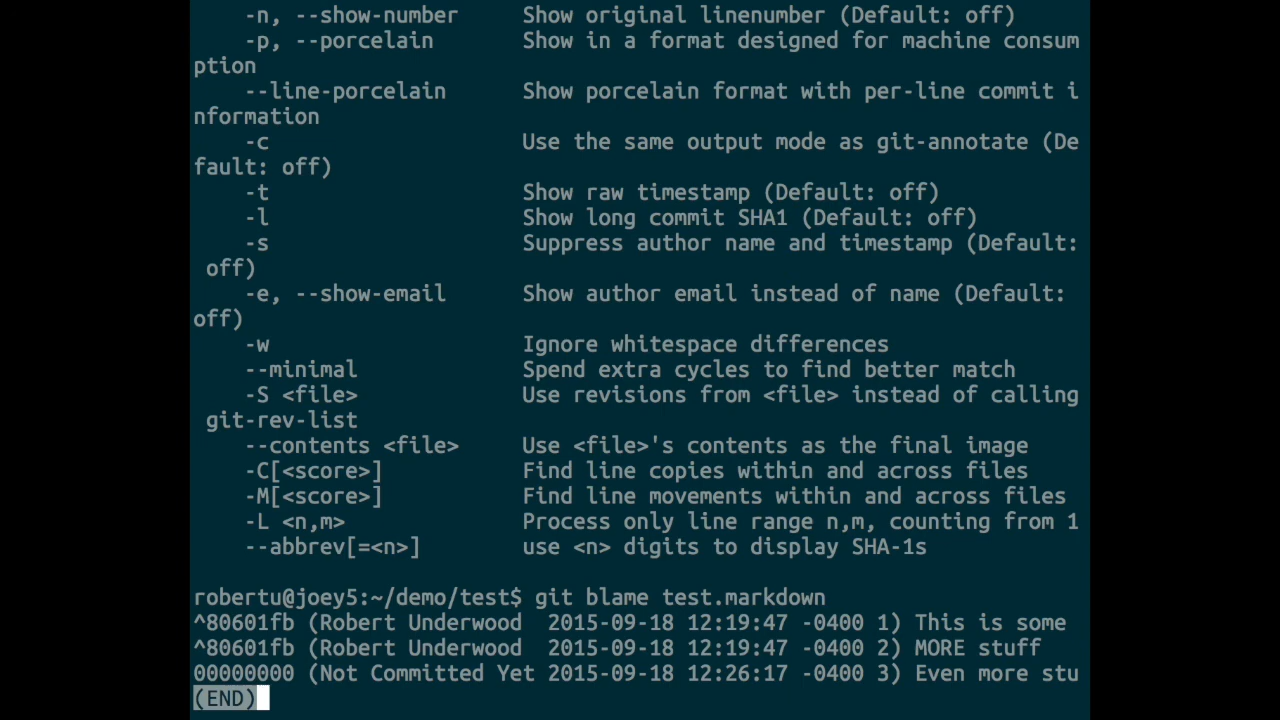 -n, --show-number     Show original linenumber (Default: off)
    -p, --porcelain       Show in a format designed for machine consum
ption
    --line-porcelain      Show porcelain format with per-line commit i
nformation
    -c                    Use the same output mode as git-annotate (De
fault: off)
    -t                    Show raw timestamp (Default: off)
    -l                    Show long commit SHA1 (Default: off)
    -s                    Suppress author name and timestamp (Default:
 off)
    -e, --show-email      Show author email instead of name (Default:
off)
    -w                    Ignore whitespace differences
    --minimal             Spend extra cycles to find better match
    -S <file>             Use revisions from <file> instead of calling
 git-rev-list
    --contents <file>     Use <file>'s contents as the final image
    -C[<score>]           Find line copies within and across files
    -M[<score>]           Find line movements within and across files
    -L <n,m>              Process only line range n,m, counting from 1
    --abbrev[=<n>]        use <n> digits to display SHA-1s
robertu@joey5:~/demo/test$ git blame test.markdown
^80601fb (Robert Underwood  2015-09-18 12:19:47 -0400 1) This is some
^80601fb (Robert Underwood  2015-09-18 12:19:47 -0400 2) MORE stuff
00000000 (Not Committed Yet 2015-09-18 12:26:17 -0400 3) Even more stu
(END)